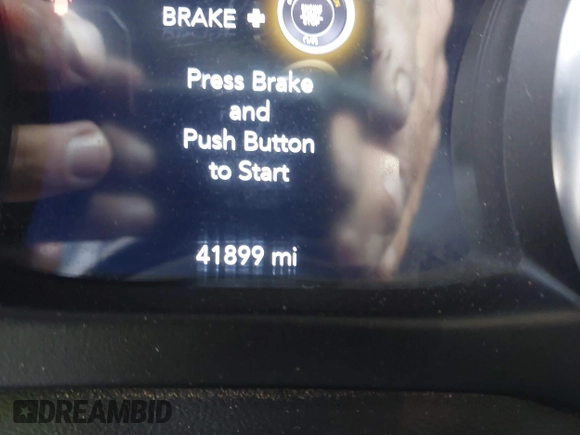 BRAKE +
Press Brake
and
Push Button
to Start
41899 mi
DREAMBID